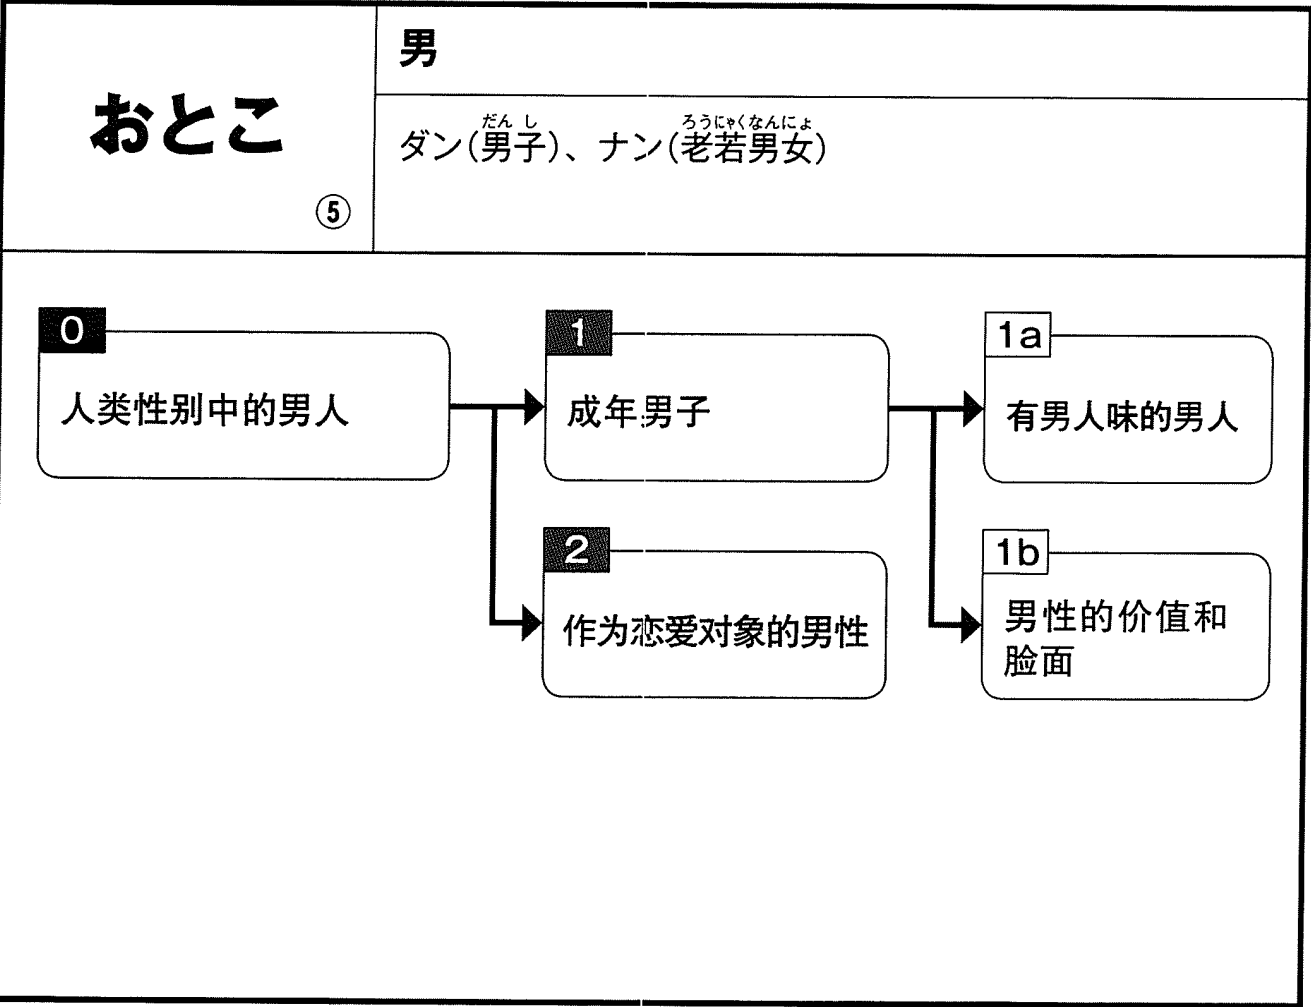 おとこ
⑤
男
だん し ろうにゃくなんにょ
ダン(男子)、ナン(老若男女)
0
人类性别中的男人
1
成年男子
1a
有男人味的男人
2
作为恋爱对象的男性
1b
男性的价值和
脸面